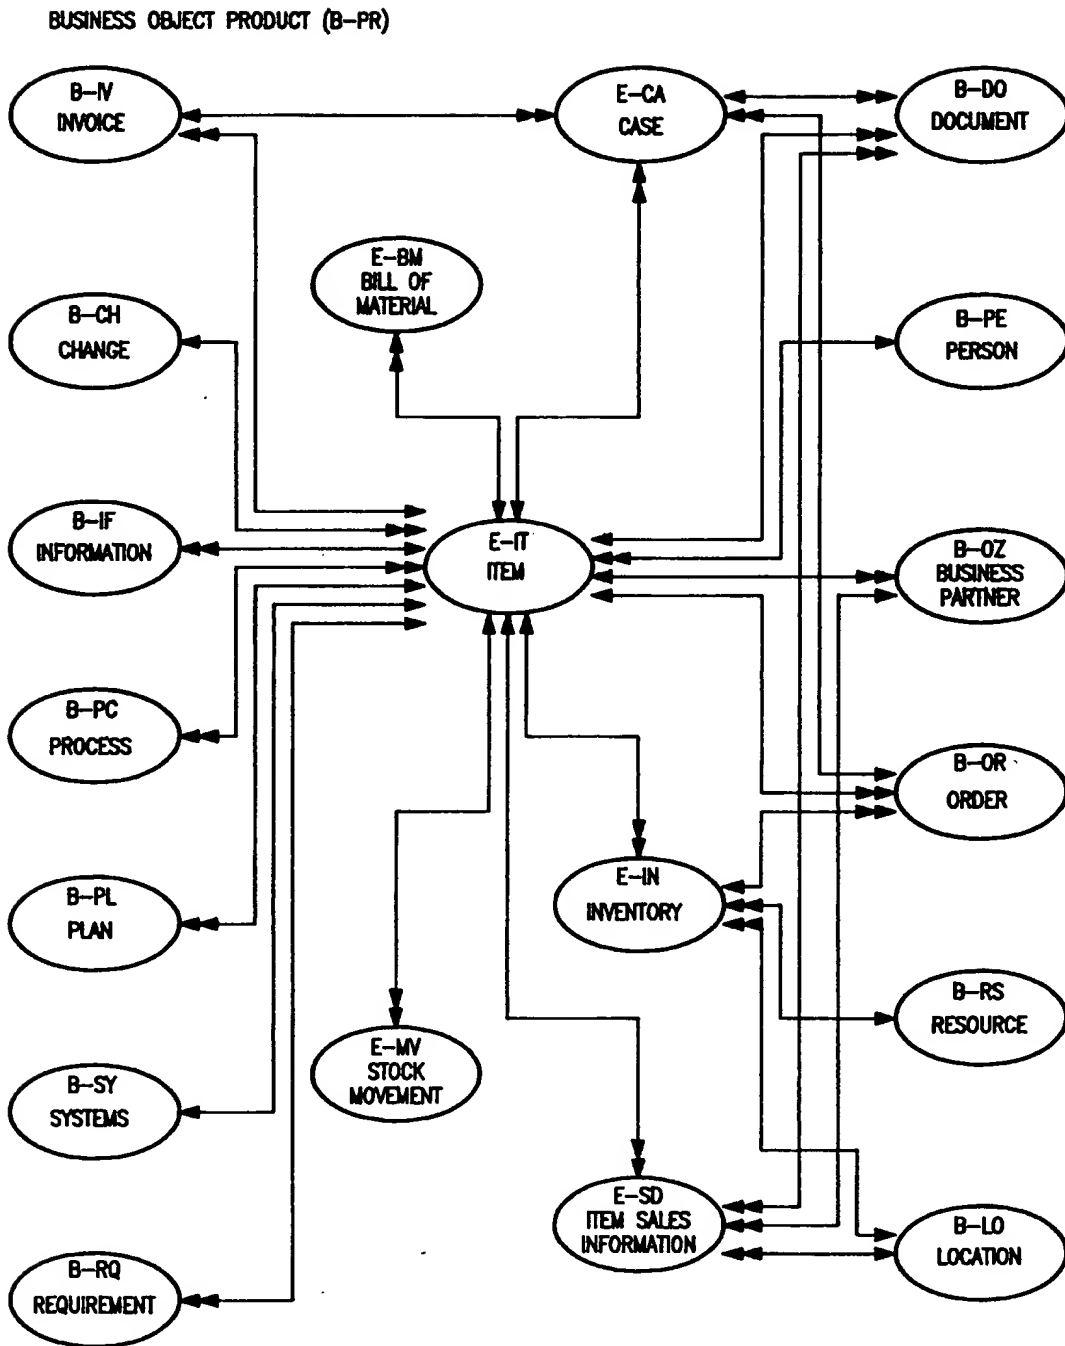 BUSINESS OBJECT PRODUCT (B-PR)
B-IV
INVOICE
E-CA
CASE
B-DO
DOCUMENT
E-BM
BILL OF
MATERIAL
B-CH
CHANGE
B-PE
PERSON
B-IF
INFORMATION
E-IT
ITEM
B-OZ
BUSINESS
PARTNER
B-PC
PROCESS
B-OR
ORDER
E-IN
INVENTORY
B-PL
PLAN
B-RS
RESOURCE
E-MV
STOCK
MOVEMENT
B-SY
SYSTEMS
E-SD
ITEM SALES
INFORMATION
B-LO
LOCATION
B-RQ
REQUIREMENT